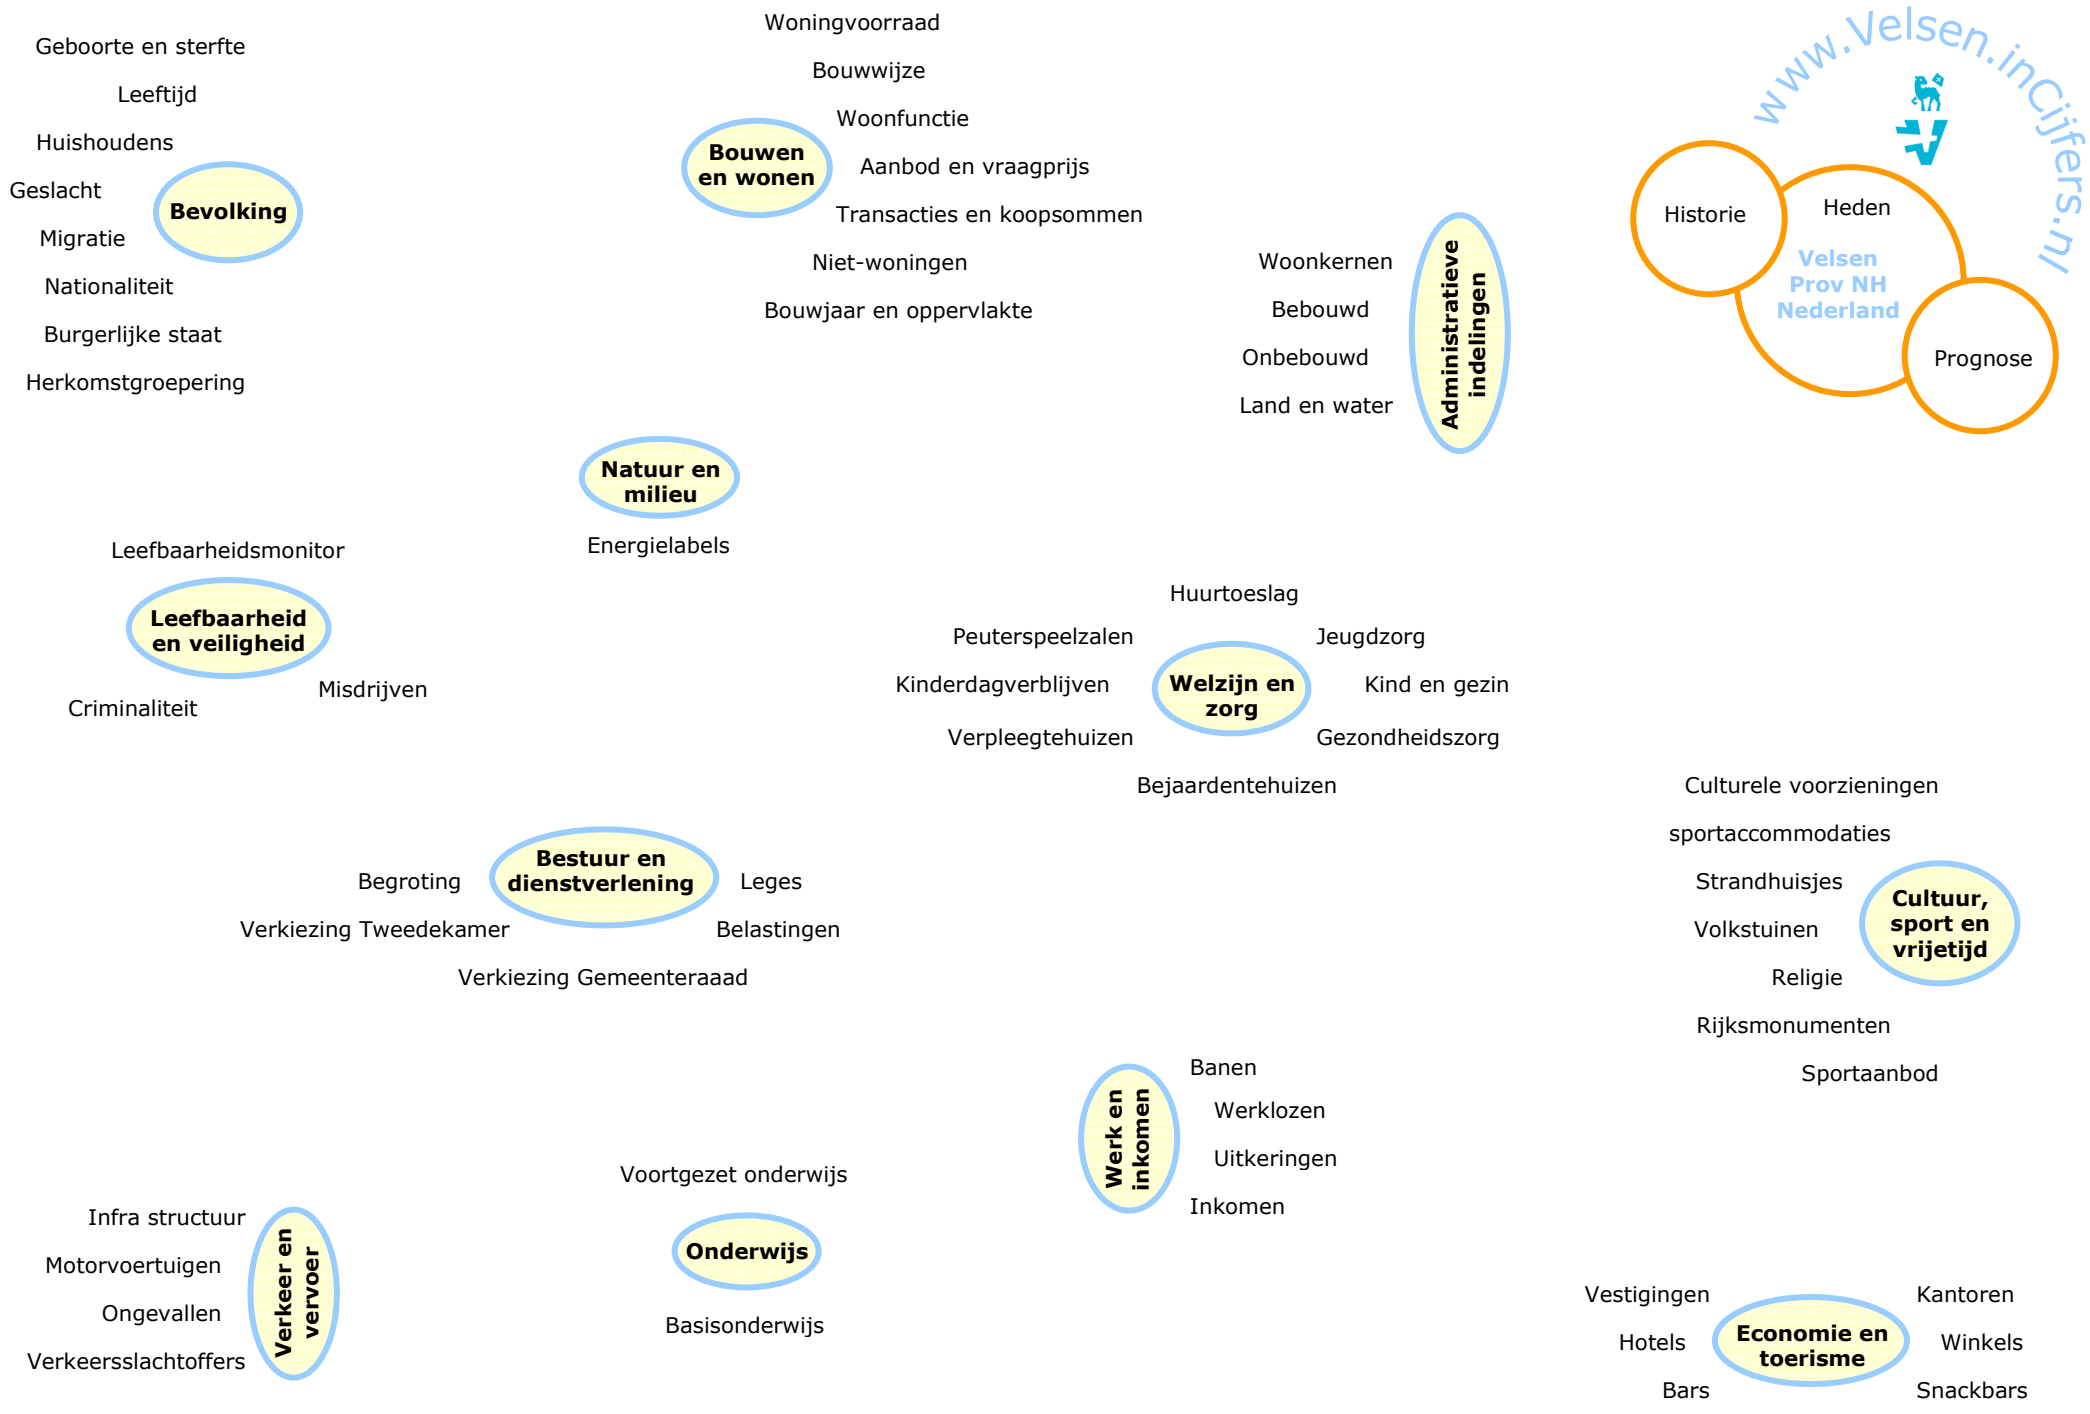 Geboorte en sterfte
Leeftijd
Huishoudens
Geslacht
Migratie
Nationaliteit
Burgerlijke staat
Herkomstgroepering
Bevolking
Woningvoorraad
Bouwwijze
Woonfunctie
Aanbod en vraagprijs
Transacties en koopsommen
Niet-woningen
Bouwjaar en oppervlakte
Bouwen
en wonen
Woonkernen
Bebouwd
Onbebouwd
Land en water
Administratieve
indelingen
www.Velsen.inCijfers.nl
Historie
Heden
Velsen
Prov NH
Nederland
Prognose
Natuur en
milieu
Energielabels
Leefbaarheidsmonitor
Leefbaarheid
en veiligheid
Misdrijven
Criminaliteit
Huurtoeslag
Peuterspeelzalen
Jeugdzorg
Kinderdagverblijven
Welzijn en
zorg
Kind en gezin
Verpleegtehuizen
Gezondheidszorg
Bejaardentehuizen
Bestuur en
dienstverlening
Begroting
Leges
Verkiezing Tweedekamer
Belastingen
Verkiezing Gemeenteraaad
Culturele voorzieningen
sportaccommodaties
Strandhuisjes
Volkstuinen
Religie
Rijksmonumenten
Sportaanbod
Cultuur,
sport en
vrijetijd
Werk en
inkomen
Banen
Werklozen
Uitkeringen
Inkomen
Infra structuur
Motorvoertuigen
Ongevallen
Verkeersslachtoffers
Verkeer en
vervoer
Voortgezet onderwijs
Onderwijs
Basisonderwijs
Vestigingen
Hotels
Bars
Economie en
toerisme
Kantoren
Winkels
Snackbars